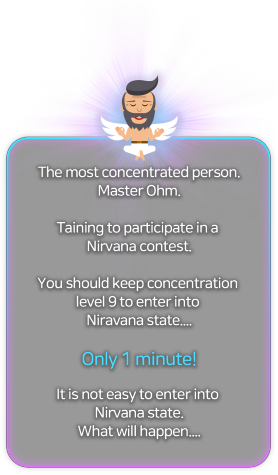 The most concentrated person.
Master Ohm.
Taining to participate in a
Nirvana contest.
You should keep concentration
level 9 to enter into
Niravana state....
Only 1 minute!
It is not easy to enter into
Nirvana state.
What will happen....